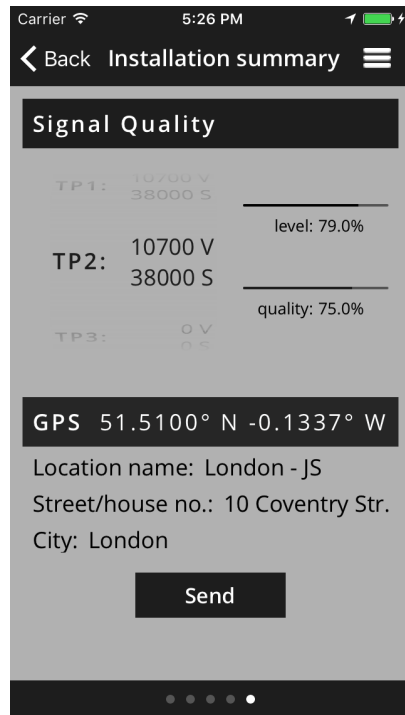 Carrier 5:26 PM
Back Installation summary
Signal Quality
TP1: 10700 V
38000 S
level: 79.0%
TP2: 10700 V
38000 S
quality: 75.0%
TP3: 0 V
0 S
GPS 51.5100° N -0.1337° W
Location name: London - JS
Street/house no.: 10 Coventry Str.
City: London
Send